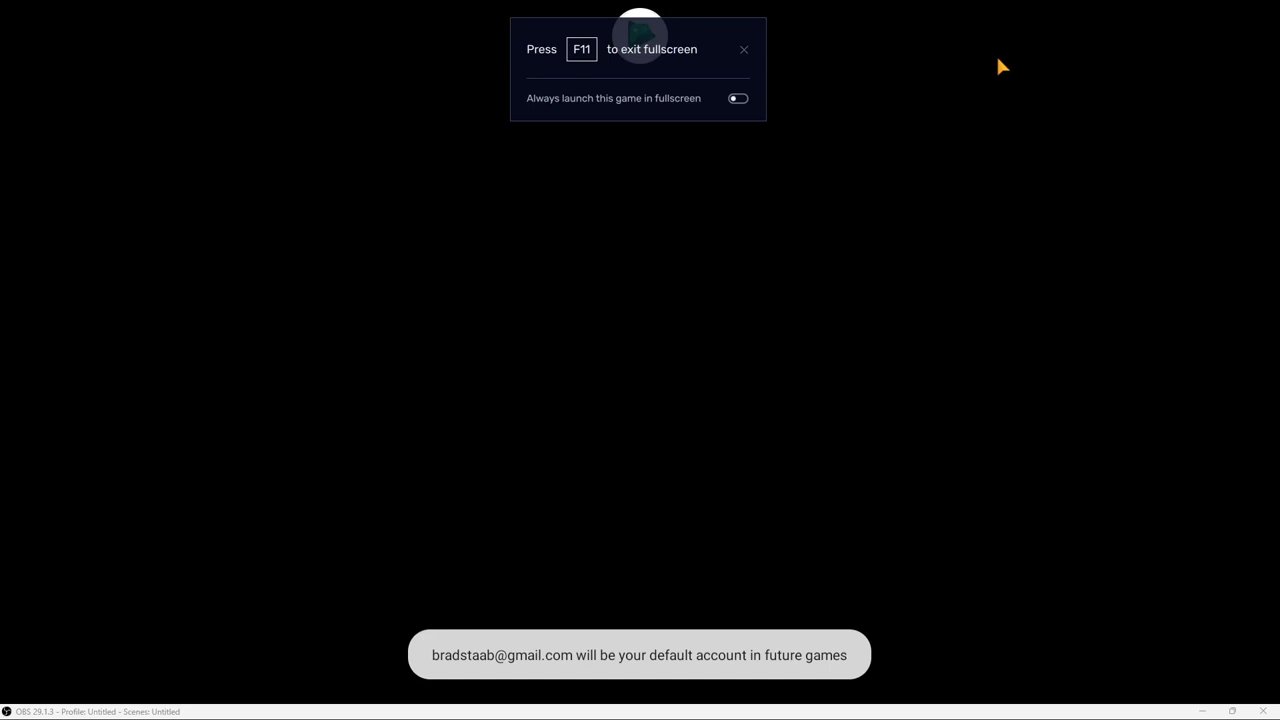 Press F11 to exit fullscreen
Always launch this game in fullscreen
bradstaab@gmail.com will be your default account in future games
OBS 29.1.3 - Profile: Untitled - Scenes: Untitled